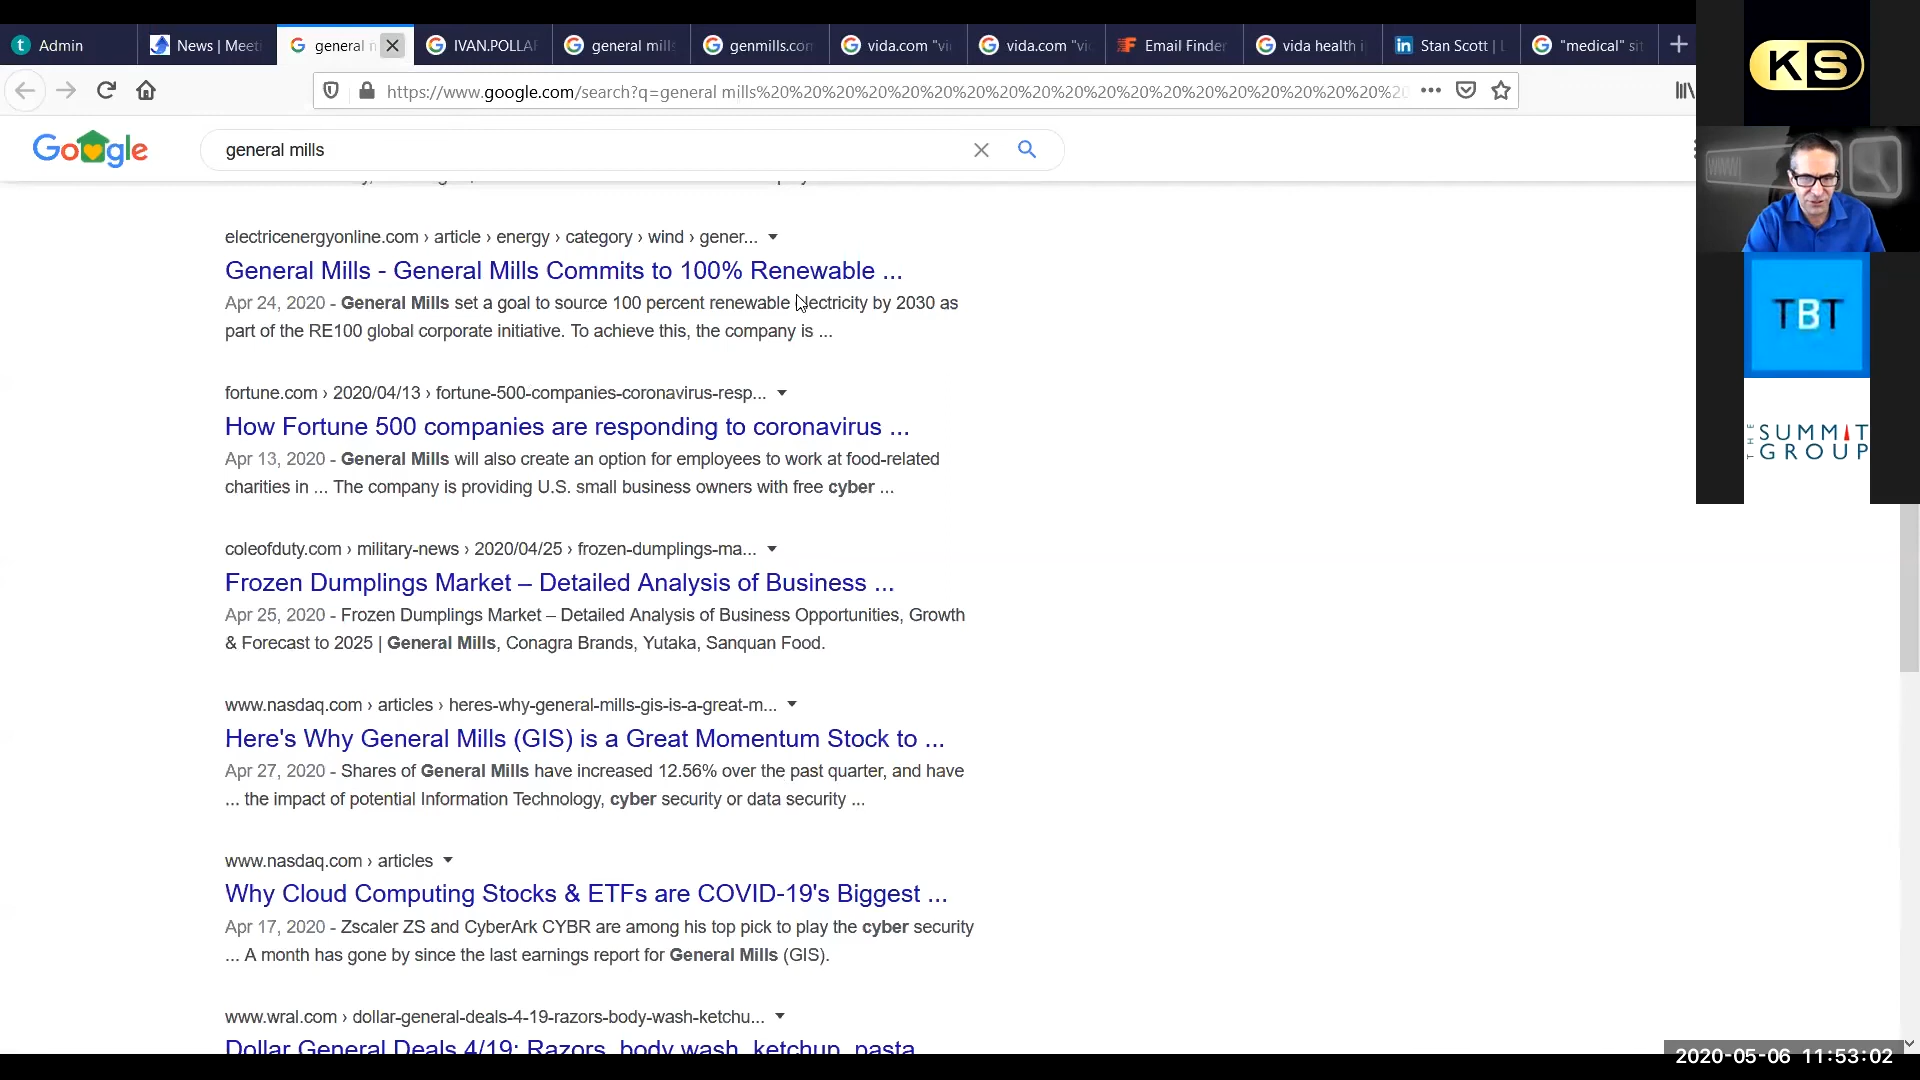 Admin
News | Meeti
general m
IVAN.POLLAR
general mills
genmills.com
vida.com "vi
vida.com "vi
Email Finder
vida health i
Stan Scott | L
"medical" sit
https://www.google.com/search?q=general mills%20%20%20%20%20%20%20%20%20%20%20%20%20%20%20%20%20%20%20%20%20%20%20%20
Google
general mills
electricenergyonline.com › article › energy › category › wind › gener...
General Mills - General Mills Commits to 100% Renewable ...
Apr 24, 2020 - General Mills set a goal to source 100 percent renewable electricity by 2030 as
part of the RE100 global corporate initiative. To achieve this, the company is ...
fortune.com › 2020/04/13 › fortune-500-companies-coronavirus-resp...
How Fortune 500 companies are responding to coronavirus ...
Apr 13, 2020 - General Mills will also create an option for employees to work at food-related
charities in ... The company is providing U.S. small business owners with free cyber ...
coleofduty.com › military-news › 2020/04/25 › frozen-dumplings-ma...
Frozen Dumplings Market – Detailed Analysis of Business ...
Apr 25, 2020 - Frozen Dumplings Market – Detailed Analysis of Business Opportunities, Growth
& Forecast to 2025 | General Mills, Conagra Brands, Yutaka, Sanquan Food.
www.nasdaq.com › articles › heres-why-general-mills-gis-is-a-great-m...
Here's Why General Mills (GIS) is a Great Momentum Stock to ...
Apr 27, 2020 - Shares of General Mills have increased 12.56% over the past quarter, and have
... the impact of potential Information Technology, cyber security or data security ...
www.nasdaq.com › articles
Why Cloud Computing Stocks & ETFs are COVID-19's Biggest ...
Apr 17, 2020 - Zscaler ZS and CyberArk CYBR are among his top pick to play the cyber security
... A month has gone by since the last earnings report for General Mills (GIS).
www.wral.com › dollar-general-deals-4-19-razors-body-wash-ketchu...
Dollar General Deals 4/19: Razors, body wash, ketchup, pasta
KS
www
TBT
THE
SUMMIT
GROUP
2020-05-06 11:53:02